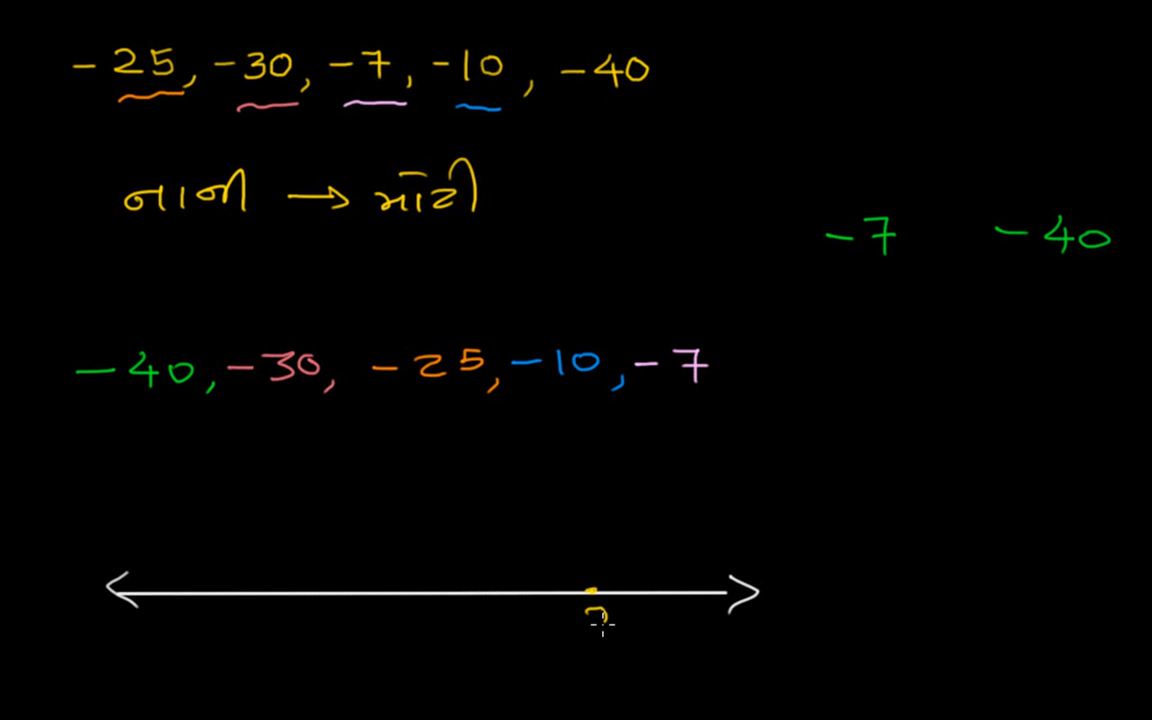 -25, -30, -7, -10, -40
નાની → મોટી
-7 -40
-40, -30, -25, -10, -7